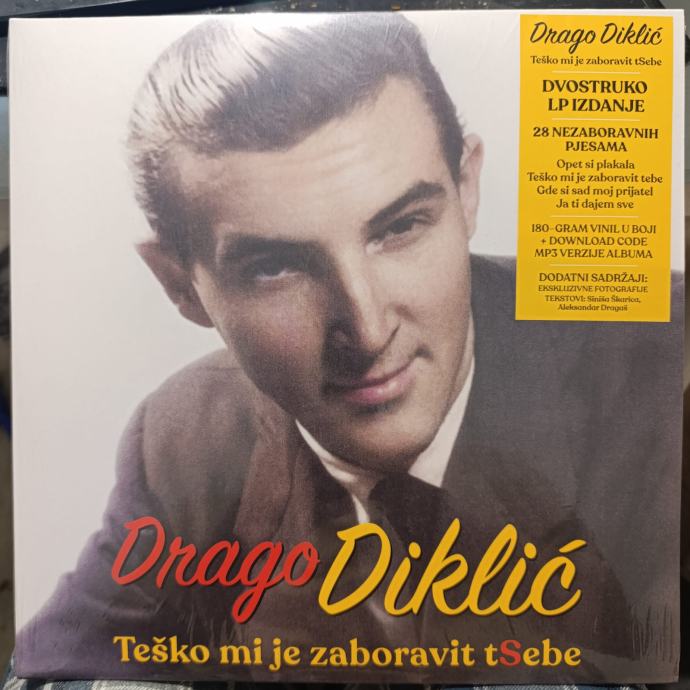 Drago Diklić
Teško mi je zaboravit tSebe
DVOSTRUKO
LP IZDANJE
28 NEZABORAVNIH
PJESAMA
Opet si plakala
Teško mi je zaboravit tebe
Gde si sad moj prijatel
Ja ti dajem sve
180-GRAM VINIL U BOJI
+ DOWNLOAD CODE
MP3 VERZIJE ALBUMA
DODATNI SADRŽAJI:
EKSKLUZIVNE FOTOGRAFIJE
TEKSTOVI: Siniša Škarica,
Aleksandar Dragaš
Drago Diklić
Teško mi je zaboravit tSebe